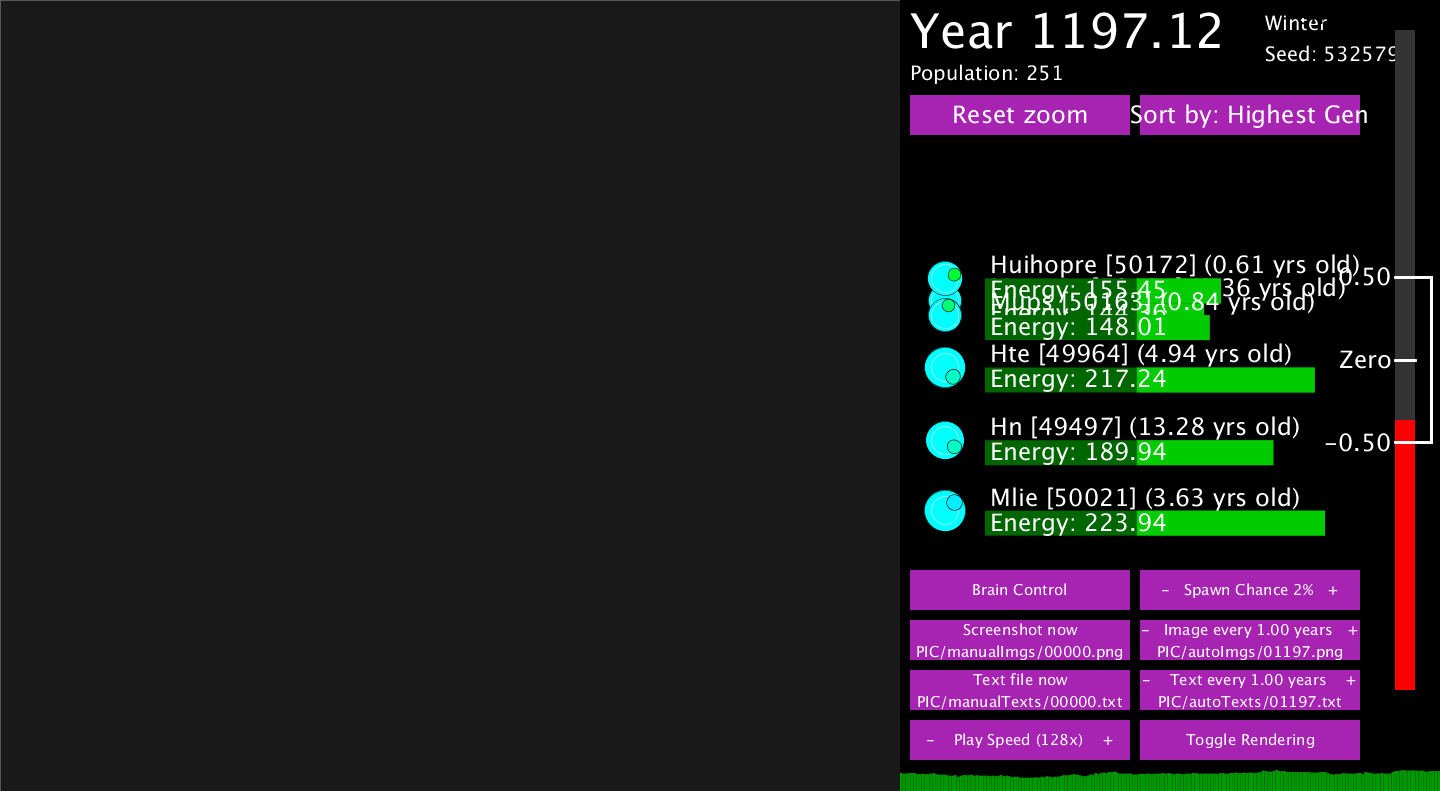 Year 1197.12
Winter
Seed: 532579
Population: 251
Reset zoom
Sort by: Highest Gen
Huihopre [50172] (0.61 yrs old)
Energy: 155.45
36 yrs old)
Mups [50163] (0.84 yrs old)
Energy: 148.01
Hte [49964] (4.94 yrs old)
Energy: 217.24
Hn [49497] (13.28 yrs old)
Energy: 189.94
Mlie [50021] (3.63 yrs old)
Energy: 223.94
0.50
Zero
-0.50
Brain Control
- Spawn Chance 2% +
Screenshot now
PIC/manualImgs/00000.png
- Image every 1.00 years +
PIC/autoImgs/01197.png
Text file now
PIC/manualTexts/00000.txt
- Text every 1.00 years +
PIC/autoTexts/01197.txt
- Play Speed (128x) +
Toggle Rendering